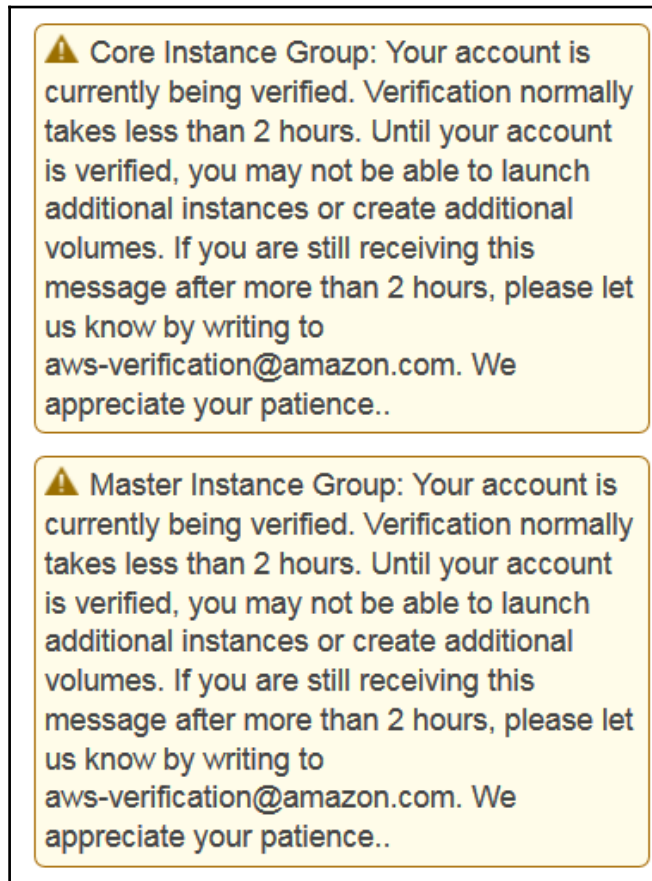 Core Instance Group: Your account is
currently being verified. Verification normally
takes less than 2 hours. Until your account
is verified, you may not be able to launch
additional instances or create additional
volumes. If you are still receiving this
message after more than 2 hours, please let
us know by writing to
aws-verification@amazon.com. We
appreciate your patience..
Master Instance Group: Your account is
currently being verified. Verification normally
takes less than 2 hours. Until your account
is verified, you may not be able to launch
additional instances or create additional
volumes. If you are still receiving this
message after more than 2 hours, please let
us know by writing to
aws-verification@amazon.com. We
appreciate your patience..